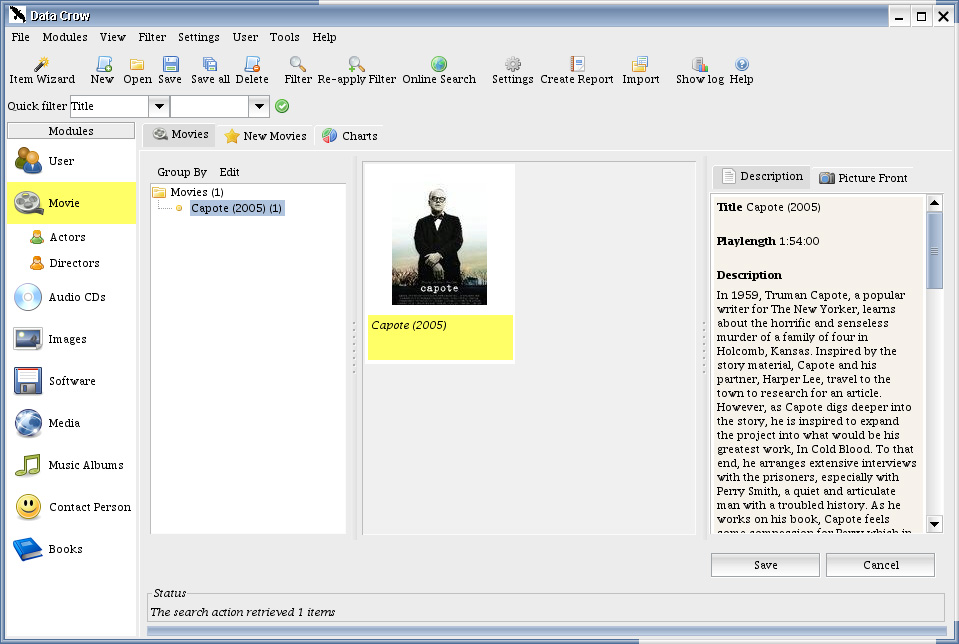 Data Crow
File Modules View Filter Settings User Tools Help
Item Wizard New Open Save Save all Delete Filter Re-apply Filter Online Search Settings Create Report Import Show log Help
Quick filter Title
Modules
User
Movie
Actors
Directors
Audio CDs
Images
Software
Media
Music Albums
Contact Person
Books
Movies New Movies Charts
Group By Edit
Movies (1)
Capote (2005) (1)
capote
Capote (2005)
Description Picture Front
Title Capote (2005)
Playlength 1:54:00
Description
In 1959, Truman Capote, a popular
writer for The New Yorker, learns
about the horrific and senseless
murder of a family of four in
Holcomb, Kansas. Inspired by the
story material, Capote and his
partner, Harper Lee, travel to the
town to research for an article.
However, as Capote digs deeper into
the story, he is inspired to expand
the project into what would be his
greatest work, In Cold Blood. To that
end, he arranges extensive interviews
with the prisoners, especially with
Perry Smith, a quiet and articulate
man with a troubled history. As he
works on his book, Capote feels
some compassion for Perry which in
Save Cancel
Status
The search action retrieved 1 items